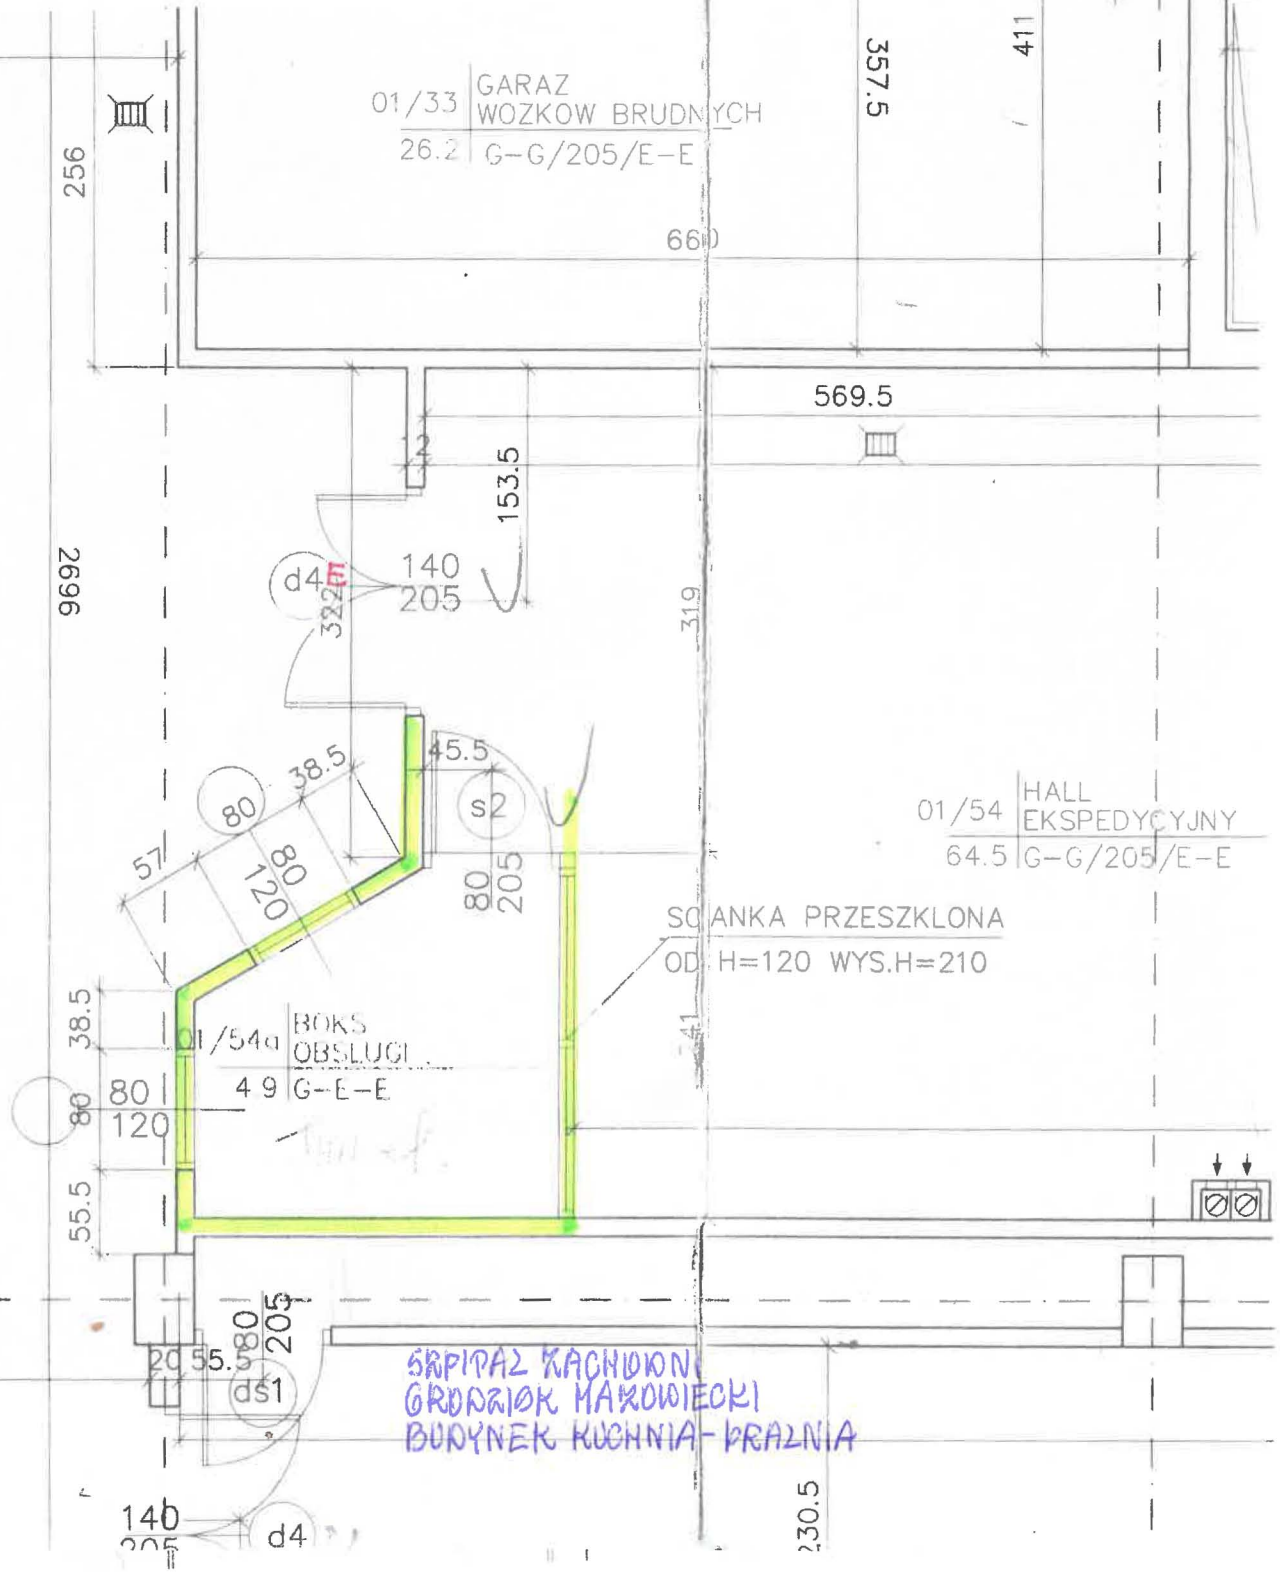 411
357.5
GARAZ
01/33 WOZKOW BRUDNYCH
26.2 G-G/205/E-E
256
660
569.5
153.5
2696
d4E
140
205
322
319
38.5
45.5
80
s2
57
80
120
80
205
HALL
01/54 EKSPEDYCYJNY
64.5 G-G/205/E-E
SCIANKA PRZESZKLONA
OD H=120 WYS.H=210
38.5
BOKS
01/54a OBSLUGI
4.9 G-E-E
80
80
120
55.5
80
205
20 55.5
ds1
SZPITAL ZACHODNI
GRODZISK MAZOWIECKI
BUDYNEK KUCHNIA-PRALNIA
230.5
140
205
d4